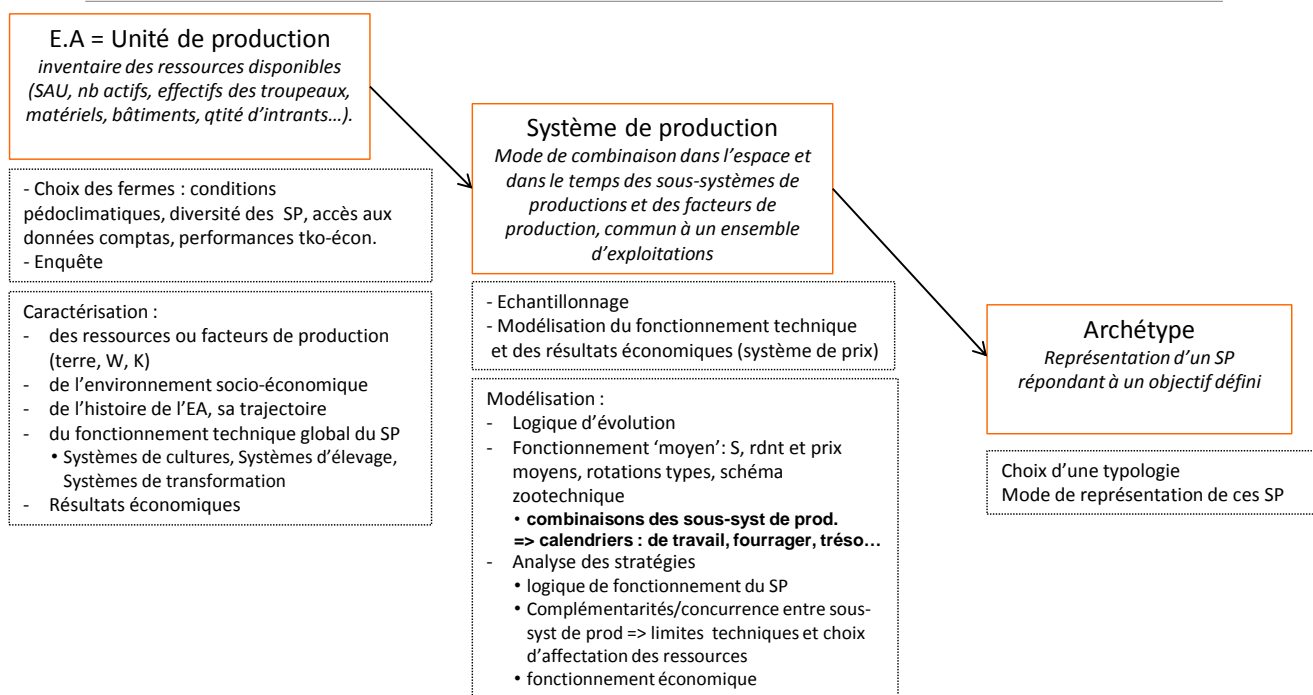 E.A = Unité de production
inventaire des ressources disponibles
(SAU, nb actifs, effectifs des troupeaux,
matériels, bâtiments, qtité d'intrants…).
- Choix des fermes : conditions
pédoclimatiques, diversité des SP, accès aux
données comptas, performances tko-écon.
- Enquête
Caractérisation :
- des ressources ou facteurs de production
(terre, W, K)
- de l'environnement socio-économique
- de l'histoire de l'EA, sa trajectoire
- du fonctionnement technique global du SP
• Systèmes de cultures, Systèmes d'élevage,
Systèmes de transformation
- Résultats économiques
Système de production
Mode de combinaison dans l'espace et
dans le temps des sous-systèmes de
productions et des facteurs de
production, commun à un ensemble
d'exploitations
- Echantillonnage
- Modélisation du fonctionnement technique
et des résultats économiques (système de prix)
Modélisation :
- Logique d'évolution
- Fonctionnement 'moyen': S, rdnt et prix
moyens, rotations types, schéma
zootechnique
• combinaisons des sous-syst de prod.
=> calendriers : de travail, fourrager, tréso…
- Analyse des stratégies
• logique de fonctionnement du SP
• Complémentarités/concurrence entre sous-
syst de prod => limites techniques et choix
d'affectation des ressources
• fonctionnement économique
Archétype
Représentation d'un SP
répondant à un objectif défini
Choix d'une typologie
Mode de représentation de ces SP